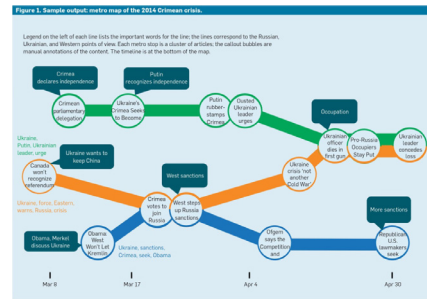 Figure 1. Sample output: metro map of the 2014 Crimean crisis.
Legend on the left of each line lists the important words for the line; the lines correspond to the Russian,
Ukrainian, and Western points of view. Each metro stop is a cluster of articles; the callout bubbles are
manual annotations of the content. The timeline is at the bottom of the map.
Crimea
declares independence
Putin
recognizes independence
Crimean
parliamentary
delegation
Ukraine's
Crimea Seeks
to Become
Putin
rubber-
stamps
Crimea
Ousted
Ukrainian
leader
urges
Occupation
Ukrainian
officer
dies in
first gun
Pro-Russia
Occupiers
Stay Put
Ukrainian
leader
concedes
loss
Ukraine,
Putin, Ukrainian
leader, urge
Ukraine wants to
keep China
Canada
won't
recognize
referendum
West sanctions
Ukraine
crisis 'not
another
Cold War'
Ukraine, force, Eastern,
warns, Russia, crisis
Crimea
votes to
join
Russia
West steps
up Russia
sanctions
More sanctions
Obama, Merkel
discuss Ukraine
Obama:
West
Won't Let
Kremlin
Ukraine, sanctions,
Crimea, seek, Obama
Ofgem
says the
Competition
and
Republican
U.S.
lawmakers
seek
Mar 8
Mar 17
Apr 4
Apr 30